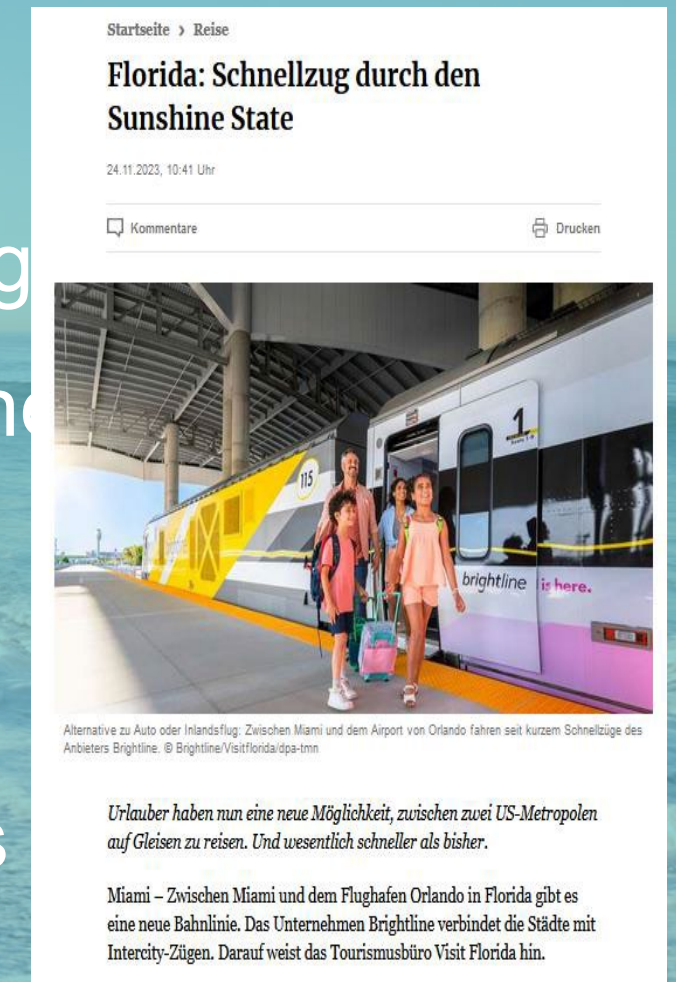 Startseite › Reise
Florida: Schnellzug durch den
Sunshine State
24.11.2023, 10:41 Uhr
Kommentare
Drucken
115
1
brightline is here.
Alternative zu Auto oder Inlandsflug: Zwischen Miami und dem Airport von Orlando fahren seit kurzem Schnellzüge des
Anbieters Brightline. © Brightline/Visitflorida/dpa-tmn
Urlauber haben nun eine neue Möglichkeit, zwischen zwei US-Metropolen
auf Gleisen zu reisen. Und wesentlich schneller als bisher.
Miami – Zwischen Miami und dem Flughafen Orlando in Florida gibt es
eine neue Bahnlinie. Das Unternehmen Brightline verbindet die Städte mit
Intercity-Zügen. Darauf weist das Tourismusbüro Visit Florida hin.